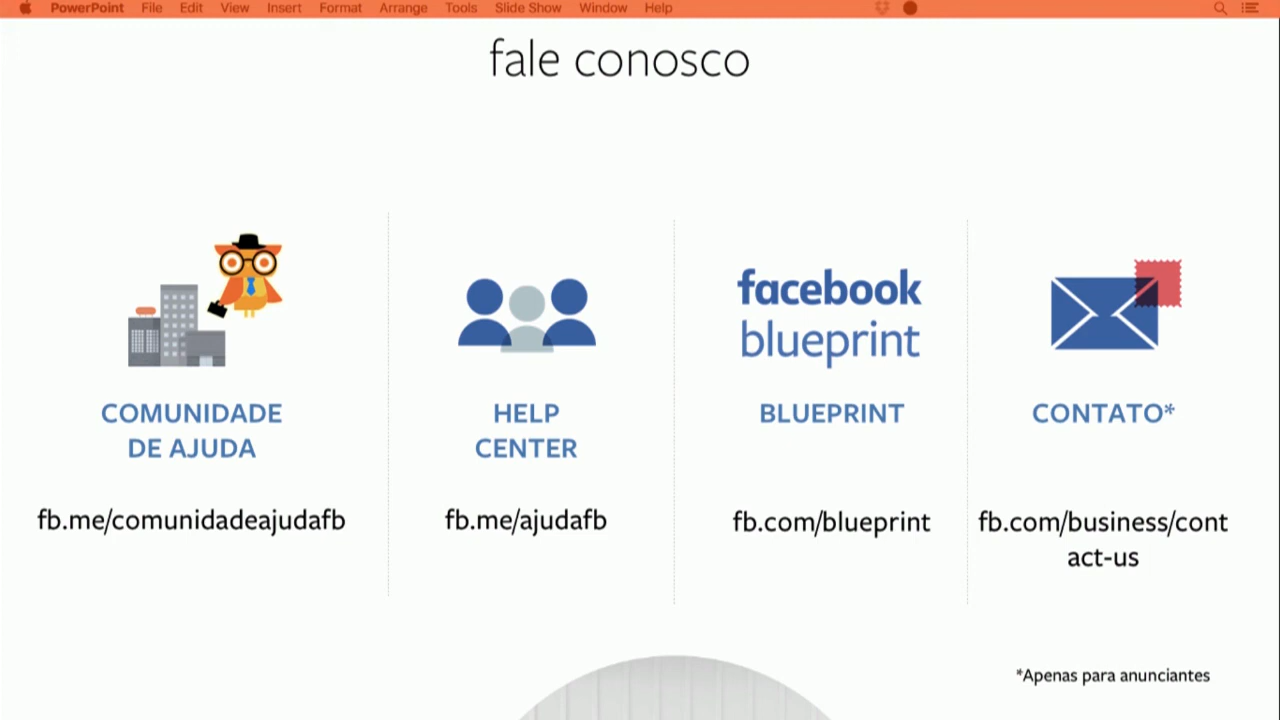 PowerPoint File Edit View Insert Format Arrange Tools Slide Show Window Help
fale conosco
facebook
blueprint
COMUNIDADE
DE AJUDA
HELP
CENTER
BLUEPRINT
CONTATO*
fb.me/comunidadeajudafb
fb.me/ajudafb
fb.com/blueprint
fb.com/business/cont
act-us
*Apenas para anunciantes